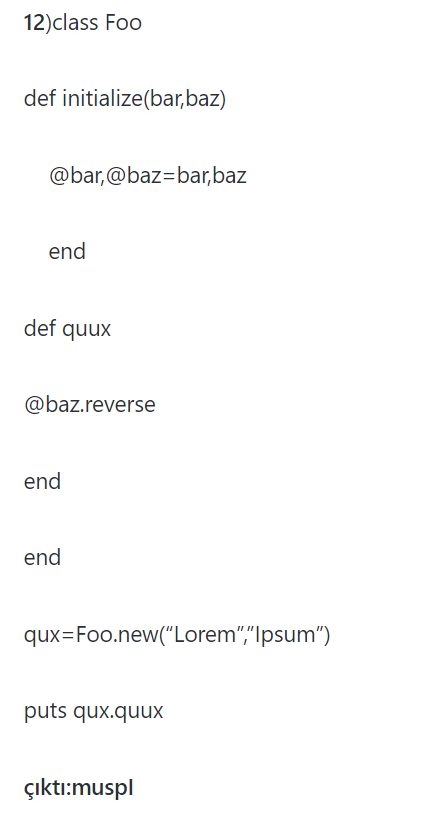 12)class Foo
def initialize(bar,baz)
@bar,@baz=bar,baz
end
def quux
@baz.reverse
end
end
qux=Foo.new(“Lorem”,”Ipsum”)
puts qux.quux
çıktı:muspI